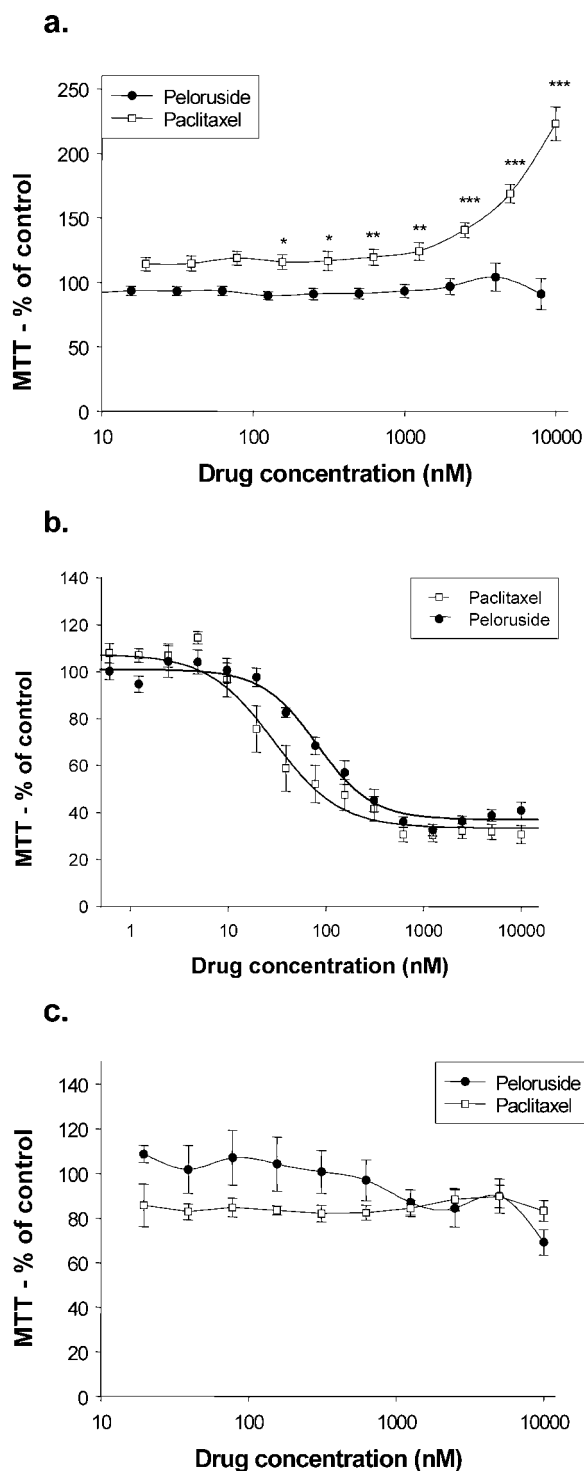 a.
Peloruside
Paclitaxel
250
200
150
100
50
0
* * ** ** *** *** ***
MTT - % of control
10 100 1000 10000
Drug concentration (nM)
b.
Paclitaxel
Peloruside
140
120
100
80
60
40
20
0
MTT - % of control
1 10 100 1000 10000
Drug concentration (nM)
c.
Peloruside
Paclitaxel
140
120
100
80
60
40
20
0
MTT - % of control
10 100 1000 10000
Drug concentration (nM)